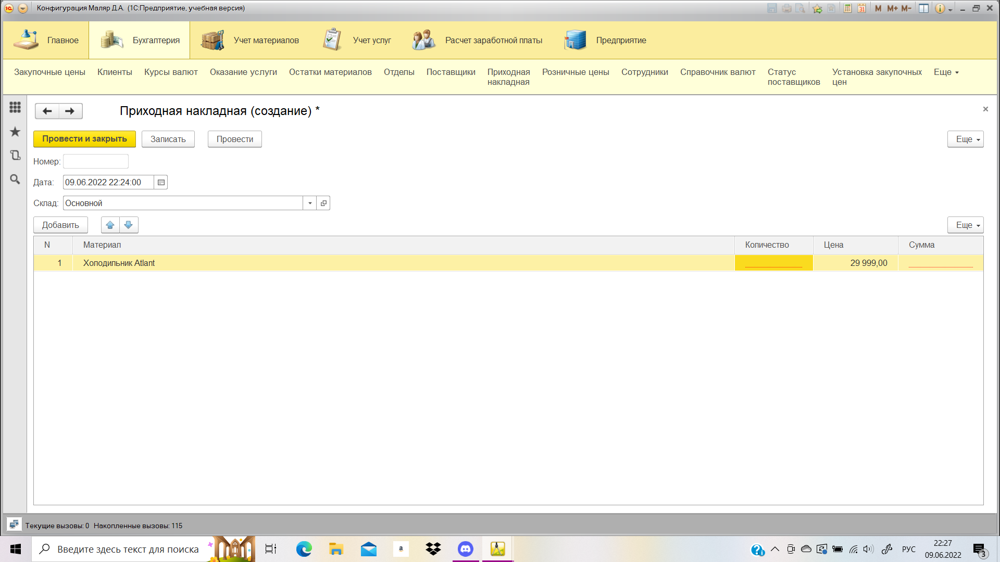 Конфигурация Маляр Д.А. (1С:Предприятие, учебная версия)
M M+ M-
Главное
Бухгалтерия
Учет материалов
Учет услуг
Расчет заработной платы
Предприятие
Закупочные цены
Клиенты
Курсы валют
Оказание услуги
Остатки материалов
Отделы
Поставщики
Приходная
накладная
Розничные цены
Сотрудники
Справочник валют
Статус
поставщиков
Установка закупочных
цен
Еще
Приходная накладная (создание) *
Провести и закрыть
Записать
Провести
Еще
Номер:
Дата: 09.06.2022 22:24:00
Склад: Основной
Добавить
Еще
N Материал Количество Цена Сумма
1 Холодильник Atlant 29 999,00
Текущие вызовы: 0 Накопленные вызовы: 115
Введите здесь текст для поиска
a
РУС
22:27
09.06.2022
3